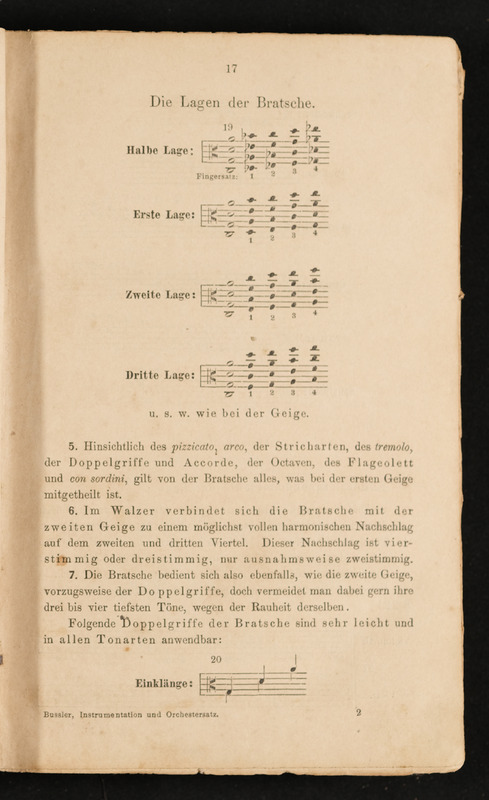 17
Die Lagen der Bratsche.
19
Halbe Lage:
Fingersatz: 1 2 3 4
Erste Lage:
1 2 3 4
Zweite Lage:
1 2 3 4
Dritte Lage:
1 2 3 4
u. s. w. wie bei der Geige.
5. Hinsichtlich des pizzicato, arco, der Stricharten, des tremolo,
der Doppelgriffe und Accorde, der Octaven, des Flageolett
und con sordini, gilt von der Bratsche alles, was bei der ersten Geige
mitgetheilt ist.
6. Im Walzer verbindet sich die Bratsche mit der
zweiten Geige zu einem möglichst vollen harmonischen Nachschlag
auf dem zweiten und dritten Viertel. Dieser Nachschlag ist vier-
stimmig oder dreistimmig, nur ausnahmsweise zweistimmig.
7. Die Bratsche bedient sich also ebenfalls, wie die zweite Geige,
vorzugsweise der Doppelgriffe, doch vermeidet man dabei gern ihre
drei bis vier tiefsten Töne, wegen der Rauheit derselben.
Folgende Doppelgriffe der Bratsche sind sehr leicht und
in allen Tonarten anwendbar:
20
Einklänge:
Bussler, Instrumentation und Orchestersatz. 2